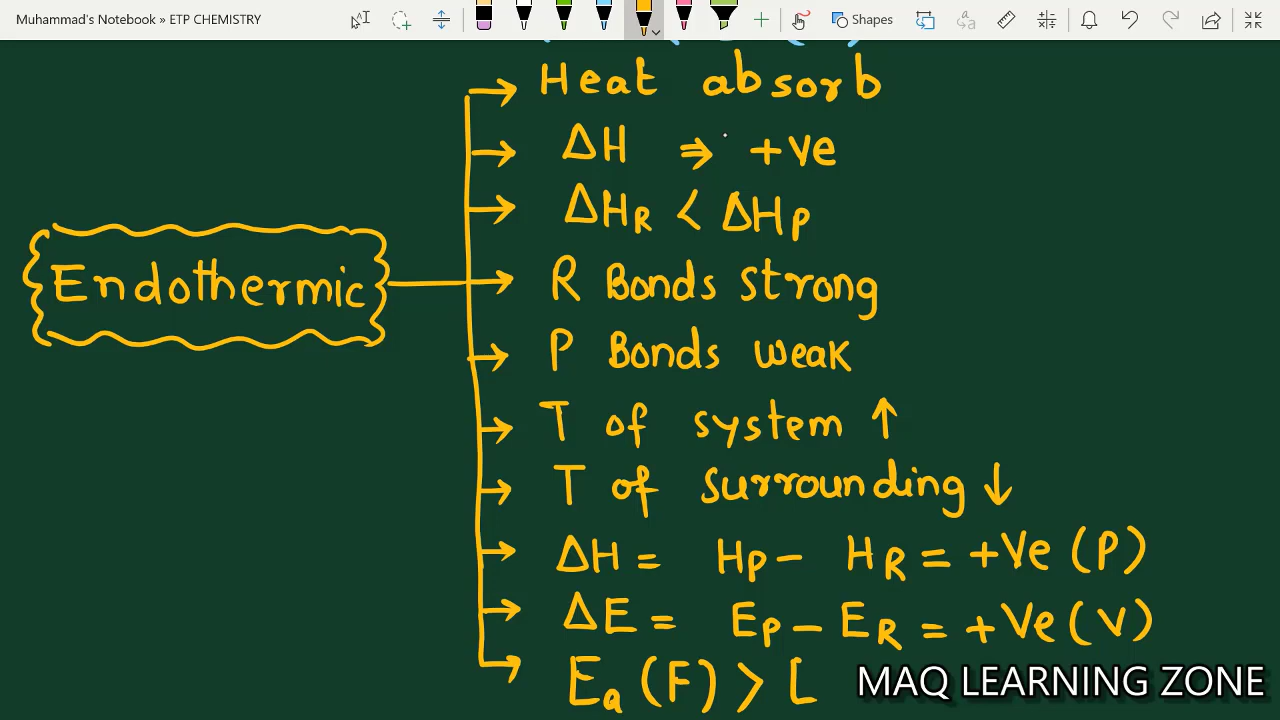 Muhammad's Notebook » ETP CHEMISTRY
Shapes
Heat absorb
ΔH ⇒ +ve
ΔHR < ΔHP
Endothermic
R Bonds strong
P Bonds weak
T of system ↑
T of surrounding ↓
ΔH = HP - HR = +Ve (P)
ΔE = EP - ER = +Ve (V)
Ea (F) > [
MAQ LEARNING ZONE